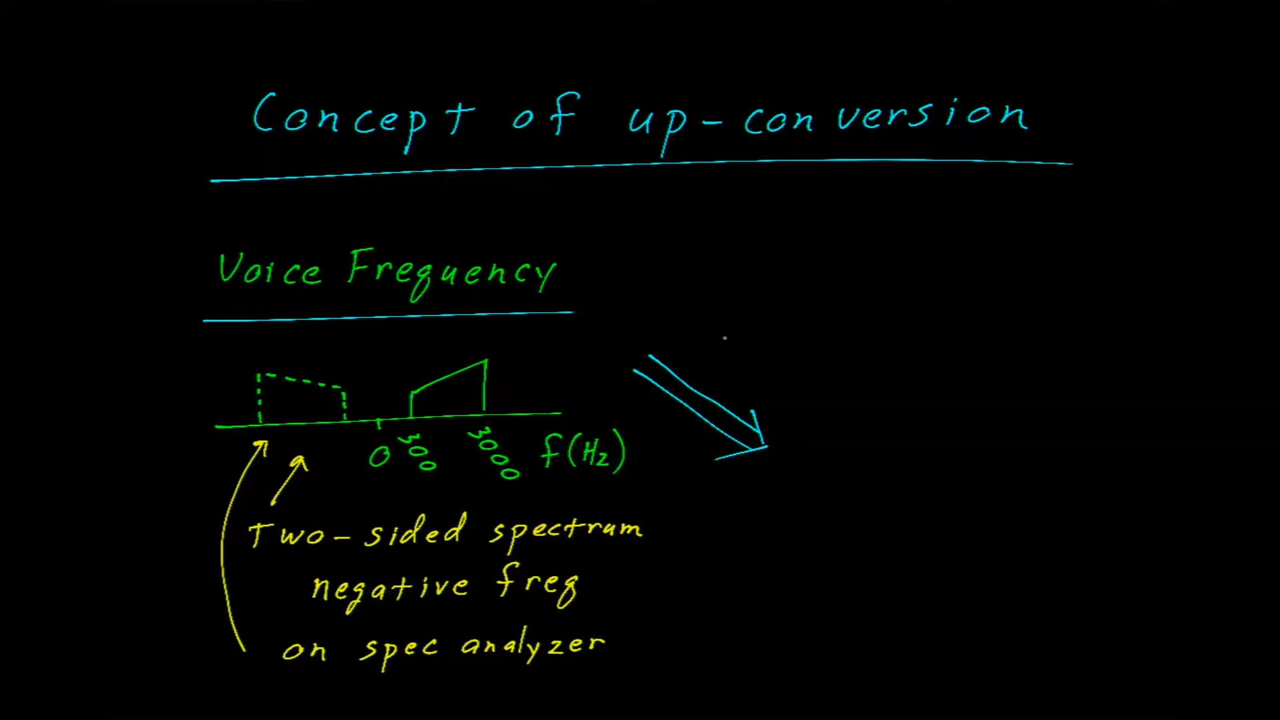 Concept of up-conversion
Voice Frequency
0 300 3000 f(Hz)
Two-sided spectrum
negative freq
on spec analyzer